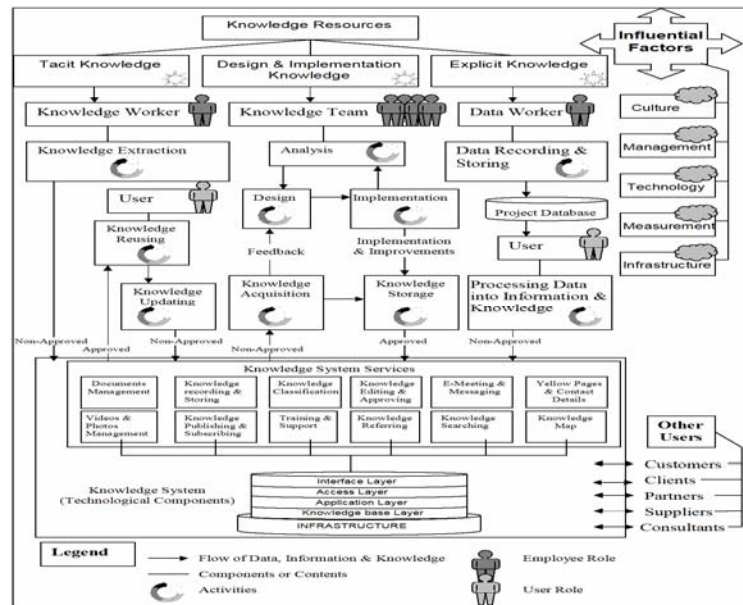 Knowledge Resources
Influential
Factors
Tacit Knowledge
Design & Implementation
Knowledge
Explicit Knowledge
Knowledge Worker
Knowledge Team
Data Worker
Culture
Management
Technology
Measurement
Infrastructure
Knowledge Extraction
Analysis
Data Recording &
Storing
User
Design
Implementation
Project Database
Knowledge
Reusing
Feedback
Implementation
& Improvements
User
Knowledge
Updating
Knowledge
Acquisition
Knowledge
Storage
Processing Data
into Information &
Knowledge
Non-Approved
Approved
Non-Approved
Non-Approved
Approved
Non-Approved
Knowledge System Services
Documents
Management
Knowledge
recording &
Storing
Knowledge
Classification
Knowledge
Editing &
Approving
E-Meeting &
Messaging
Yellow Pages
& Contact
Details
Videos &
Photos
Management
Knowledge
Publishing &
Subscribing
Training &
Support
Knowledge
Referring
Knowledge
Searching
Knowledge
Map
Other
Users
Customers
Clients
Partners
Suppliers
Consultants
Knowledge System
(Technological Components)
Interface Layer
Access Layer
Application Layer
Knowledge base Layer
INFRASTRUCTURE
Legend
Flow of Data, Information & Knowledge
Components or Contents
Activities
Employee Role
User Role